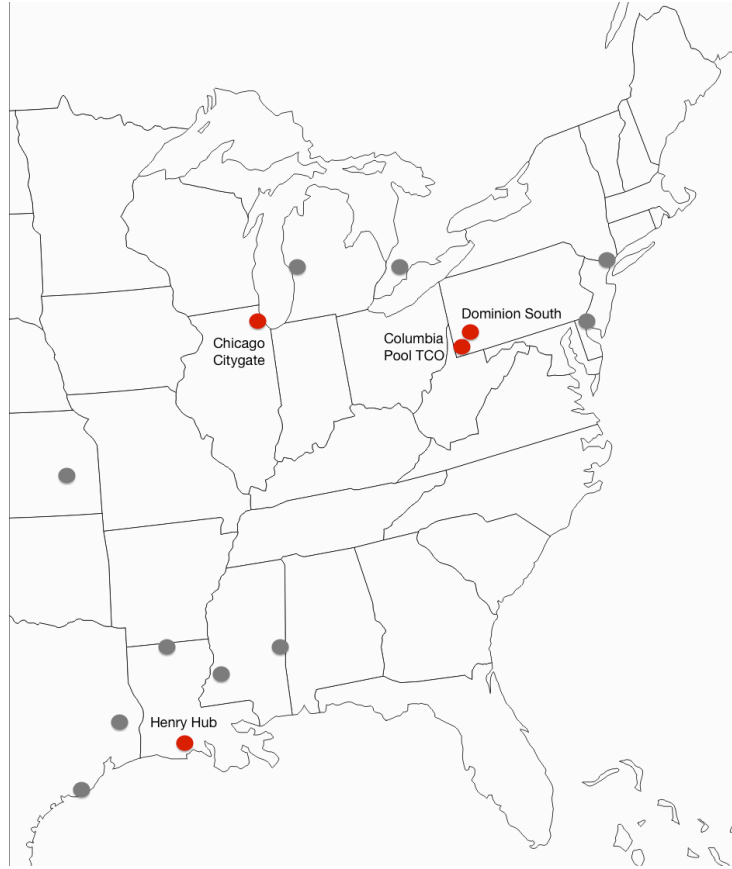 Dominion South
Chicago
Citygate
Columbia
Pool TCO
Henry Hub